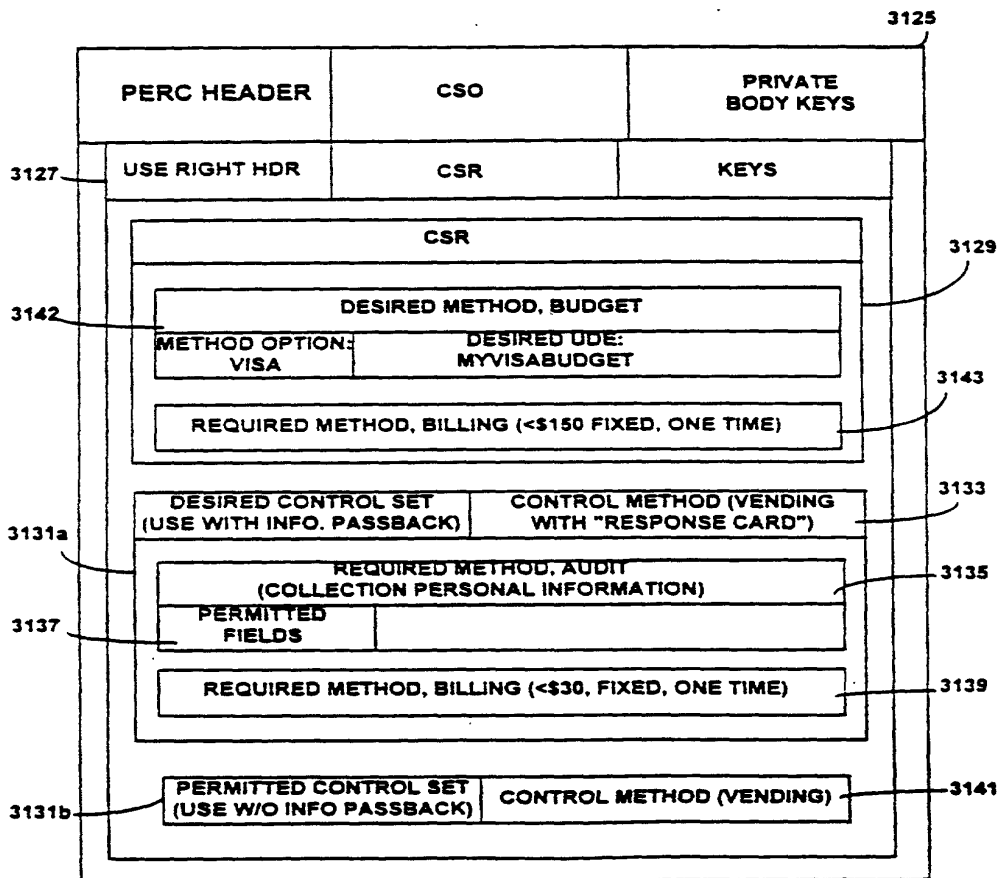 3125
PERC HEADER
CSO
PRIVATE
BODY KEYS
3127
USE RIGHT HDR
CSR
KEYS
CSR
3129
DESIRED METHOD, BUDGET
3142
METHOD OPTION:
VISA
DESIRED UDE:
MYVISABUDGET
3143
REQUIRED METHOD, BILLING (<$150 FIXED, ONE TIME)
DESIRED CONTROL SET
(USE WITH INFO. PASSBACK)
CONTROL METHOD (VENDING
WITH "RESPONSE CARD")
3133
3131a
REQUIRED METHOD, AUDIT
(COLLECTION PERSONAL INFORMATION)
3135
3137
PERMITTED
FIELDS
REQUIRED METHOD, BILLING (<$30, FIXED, ONE TIME)
3139
PERMITTED CONTROL SET
(USE W/O INFO PASSBACK)
CONTROL METHOD (VENDING)
3141
3131b